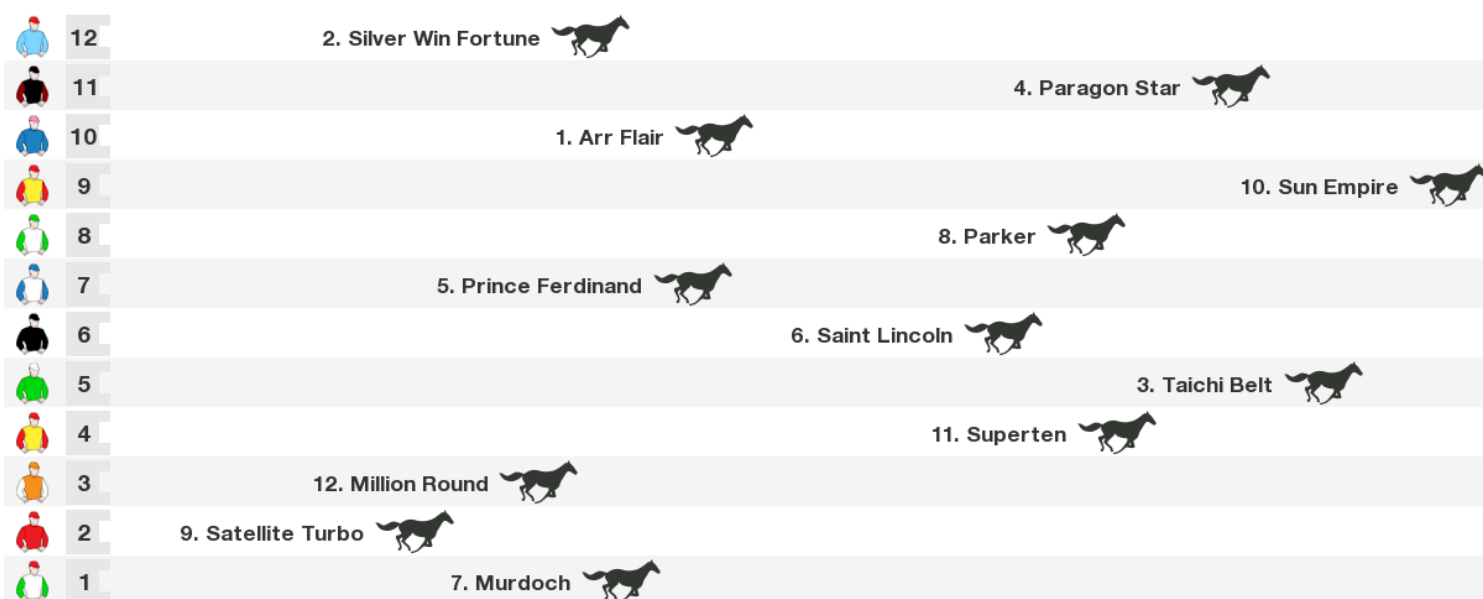 12 2. Silver Win Fortune
11 4. Paragon Star
10 1. Arr Flair
9 10. Sun Empire
8 8. Parker
7 5. Prince Ferdinand
6 6. Saint Lincoln
5 3. Taichi Belt
4 11. Superten
3 12. Million Round
2 9. Satellite Turbo
1 7. Murdoch